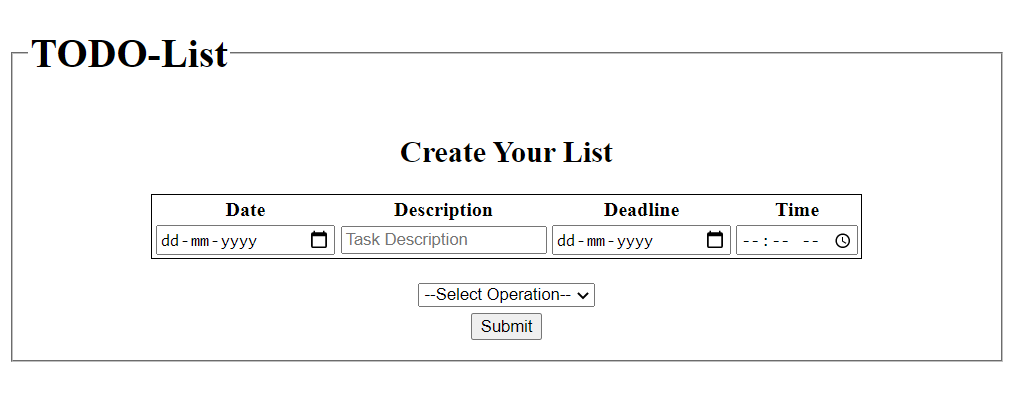 TODO-List
Create Your List
Date Description Deadline Time
dd-mm-yyyy Task Description dd-mm-yyyy --:-- --
--Select Operation--
Submit